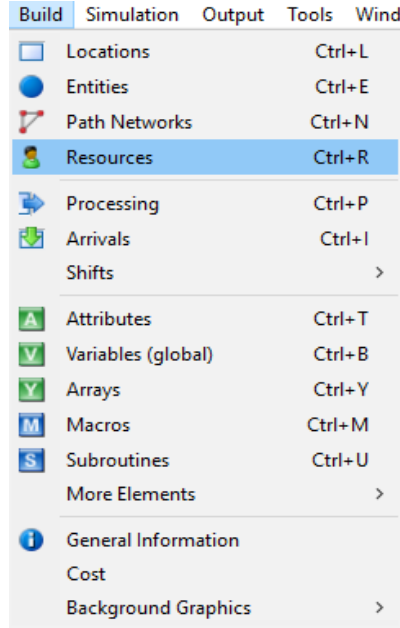 Build Simulation Output Tools Wind
Locations Ctrl+L
Entities Ctrl+E
Path Networks Ctrl+N
Resources Ctrl+R
Processing Ctrl+P
Arrivals Ctrl+I
Shifts >
A Attributes Ctrl+T
V Variables (global) Ctrl+B
Y Arrays Ctrl+Y
M Macros Ctrl+M
S Subroutines Ctrl+U
More Elements >
i General Information
Cost
Background Graphics >